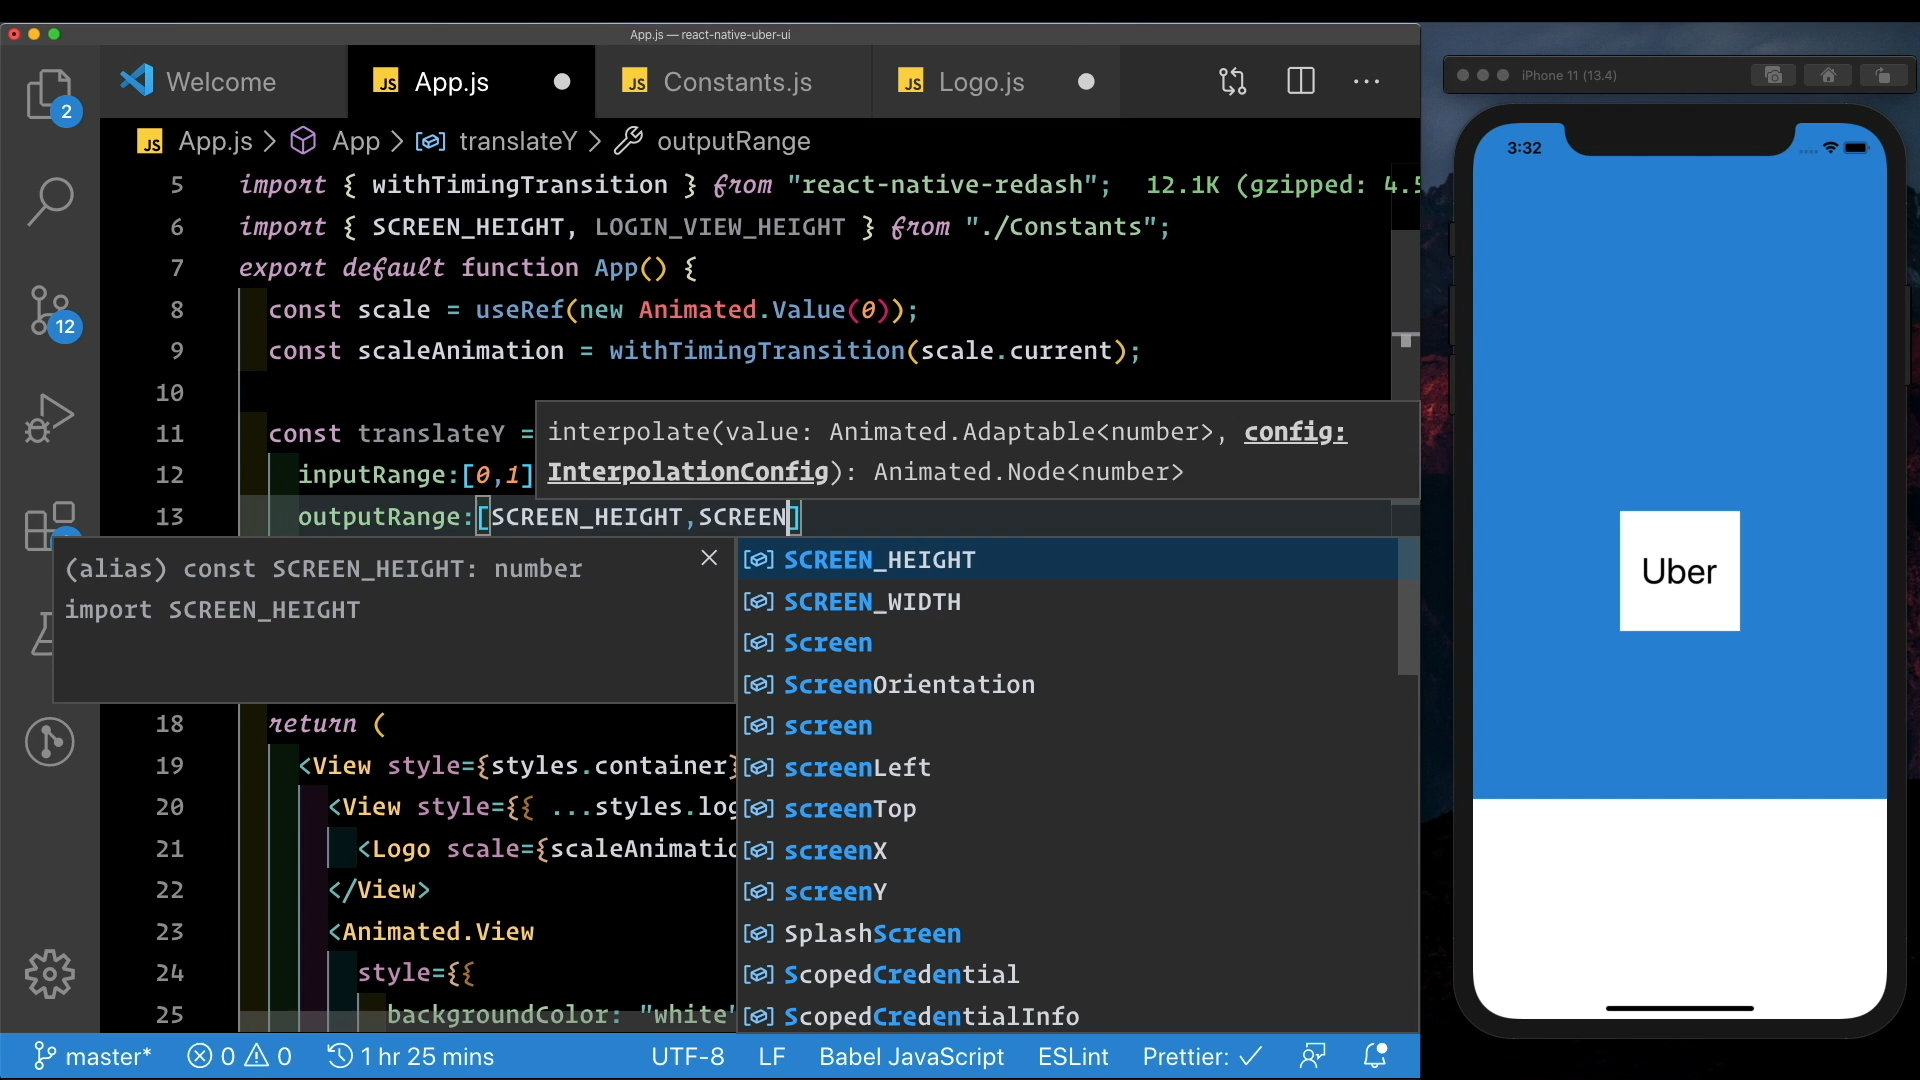 App.js — react-native-uber-ui
Welcome
JS App.js
JS Constants.js
JS Logo.js
JS App.js > App > translateY > outputRange
5 import { withTimingTransition } from "react-native-redash"; 12.1K (gzipped: 4.5
6 import { SCREEN_HEIGHT, LOGIN_VIEW_HEIGHT } from "./Constants";
7 export default function App() {
8 const scale = useRef(new Animated.Value(0));
9 const scaleAnimation = withTimingTransition(scale.current);
10
11 const translateY =
12 inputRange:[0,1]
13 outputRange:[SCREEN_HEIGHT,SCREEN]
interpolate(value: Animated.Adaptable<number>, config:
InterpolationConfig): Animated.Node<number>
(alias) const SCREEN_HEIGHT: number
import SCREEN_HEIGHT
SCREEN_HEIGHT
SCREEN_WIDTH
Screen
ScreenOrientation
screen
screenLeft
screenTop
screenX
screenY
SplashScreen
ScopedCredential
ScopedCredentialInfo
18 return (
19 <View style={styles.container}
20 <View style={{ ...styles.log
21 <Logo scale={scaleAnimatio
22 </View>
23 <Animated.View
24 style={{
25 backgroundColor: "white"
2
12
master* 0 0 1 hr 25 mins UTF-8 LF Babel JavaScript ESLint Prettier: ✓
iPhone 11 (13.4)
3:32
Uber